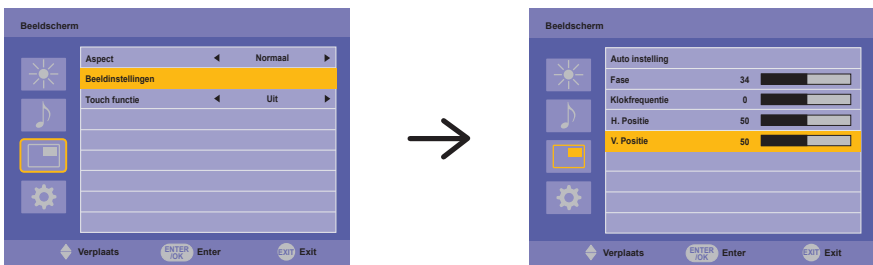 Beeldscherm
Aspect Normaal
Beeldinstellingen
Touch functie Uit
Verplaats ENTER /OK Enter EXIT Exit
Beeldscherm
Auto instelling
Fase 34
Klokfrequentie 0
H. Positie 50
V. Positie 50
Verplaats ENTER /OK Enter EXIT Exit